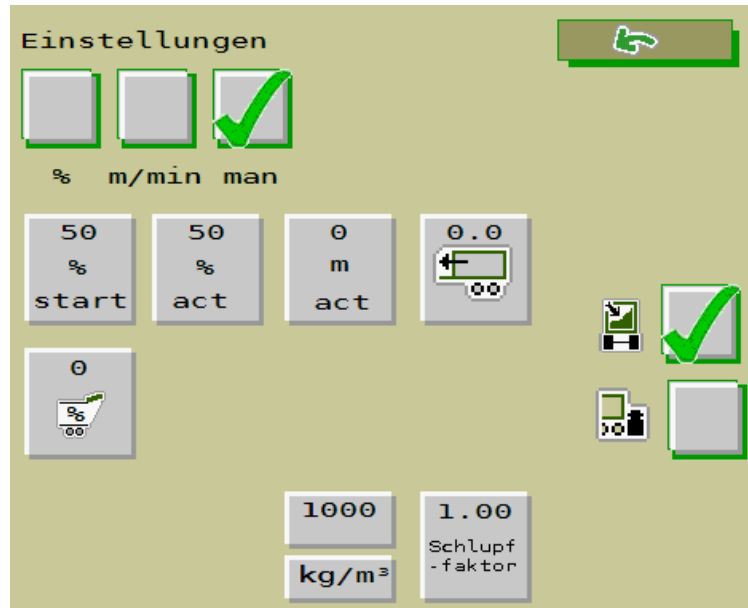 Einstellungen
% m/min man
50 50 0 0.0
% % m
start act act
0
%
1000 1.00
Schlupf
-faktor
kg/m³